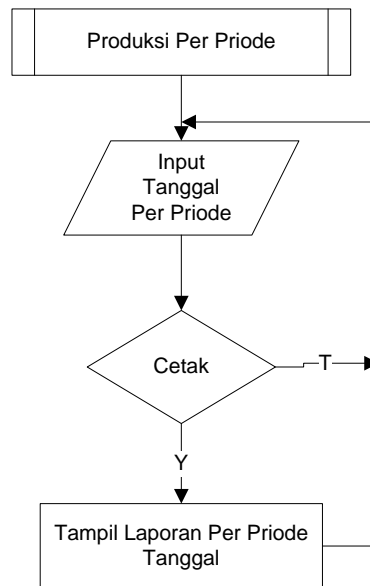 Produksi Per Priode
Input
Tanggal
Per Priode
Cetak
T
Y
Tampil Laporan Per Priode
Tanggal